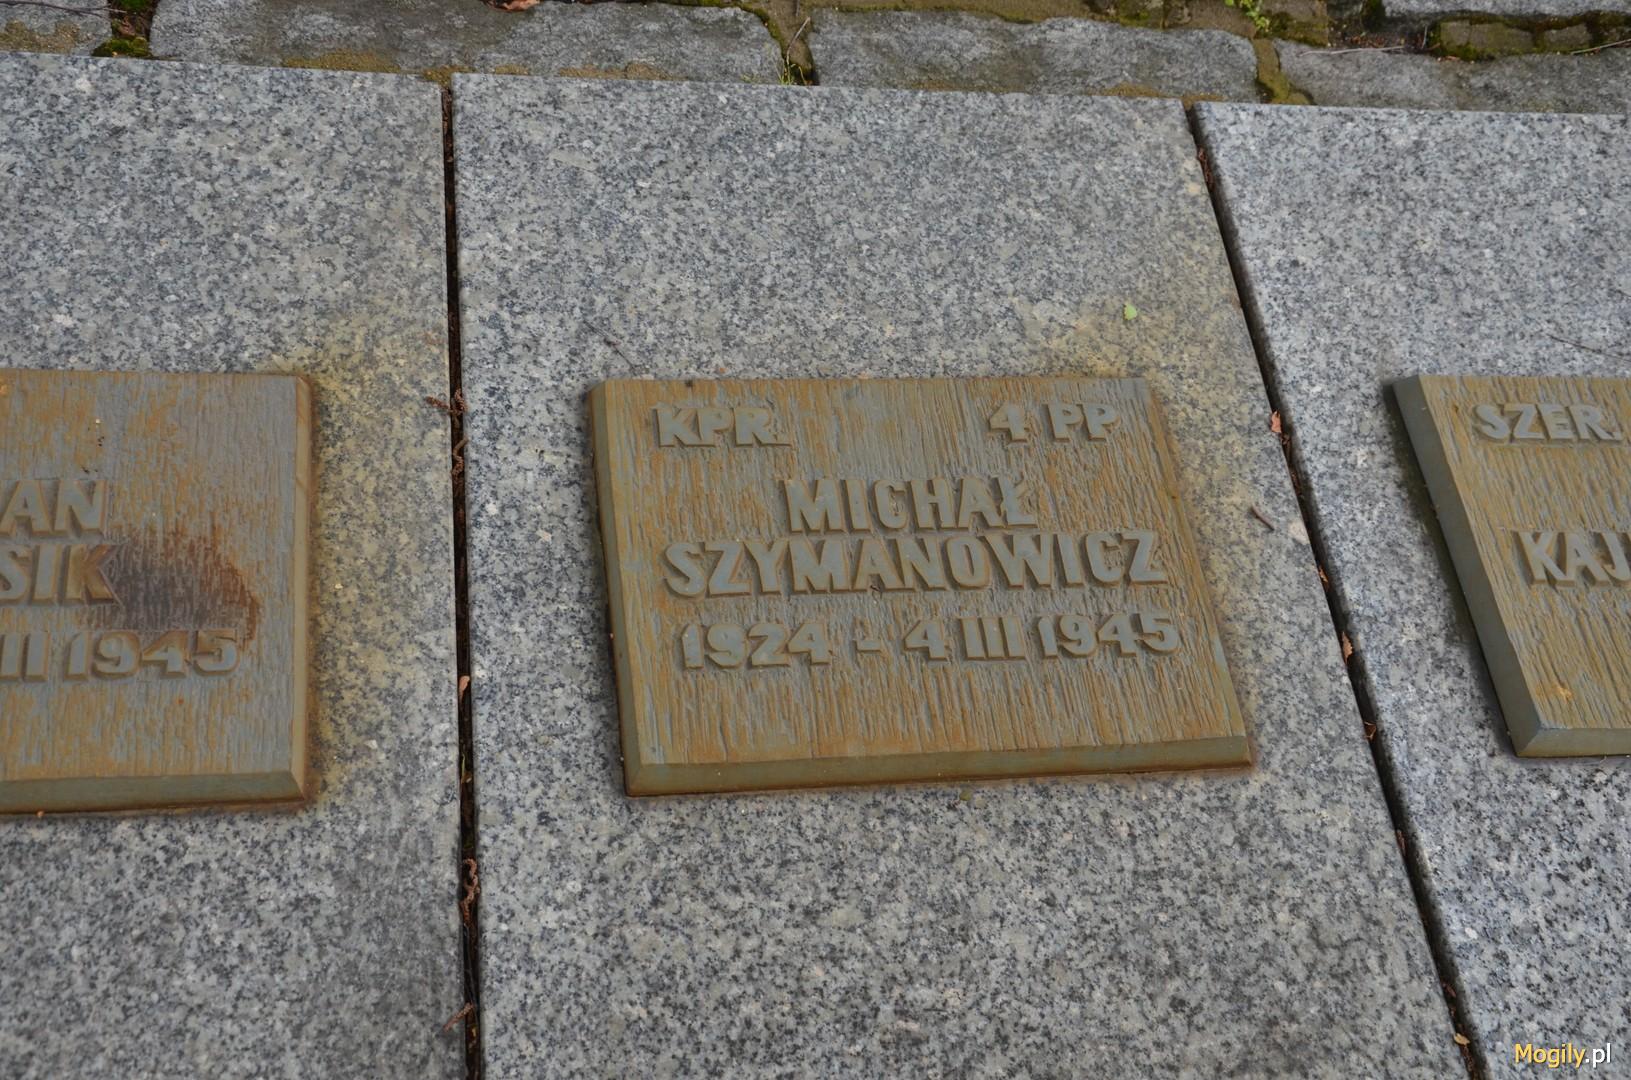 AN
SIK
II 1945
KPR. 4 PP
MICHAŁ
SZYMANOWICZ
1924 - 4 III 1945
SZER.
KAJ
Mogily.pl